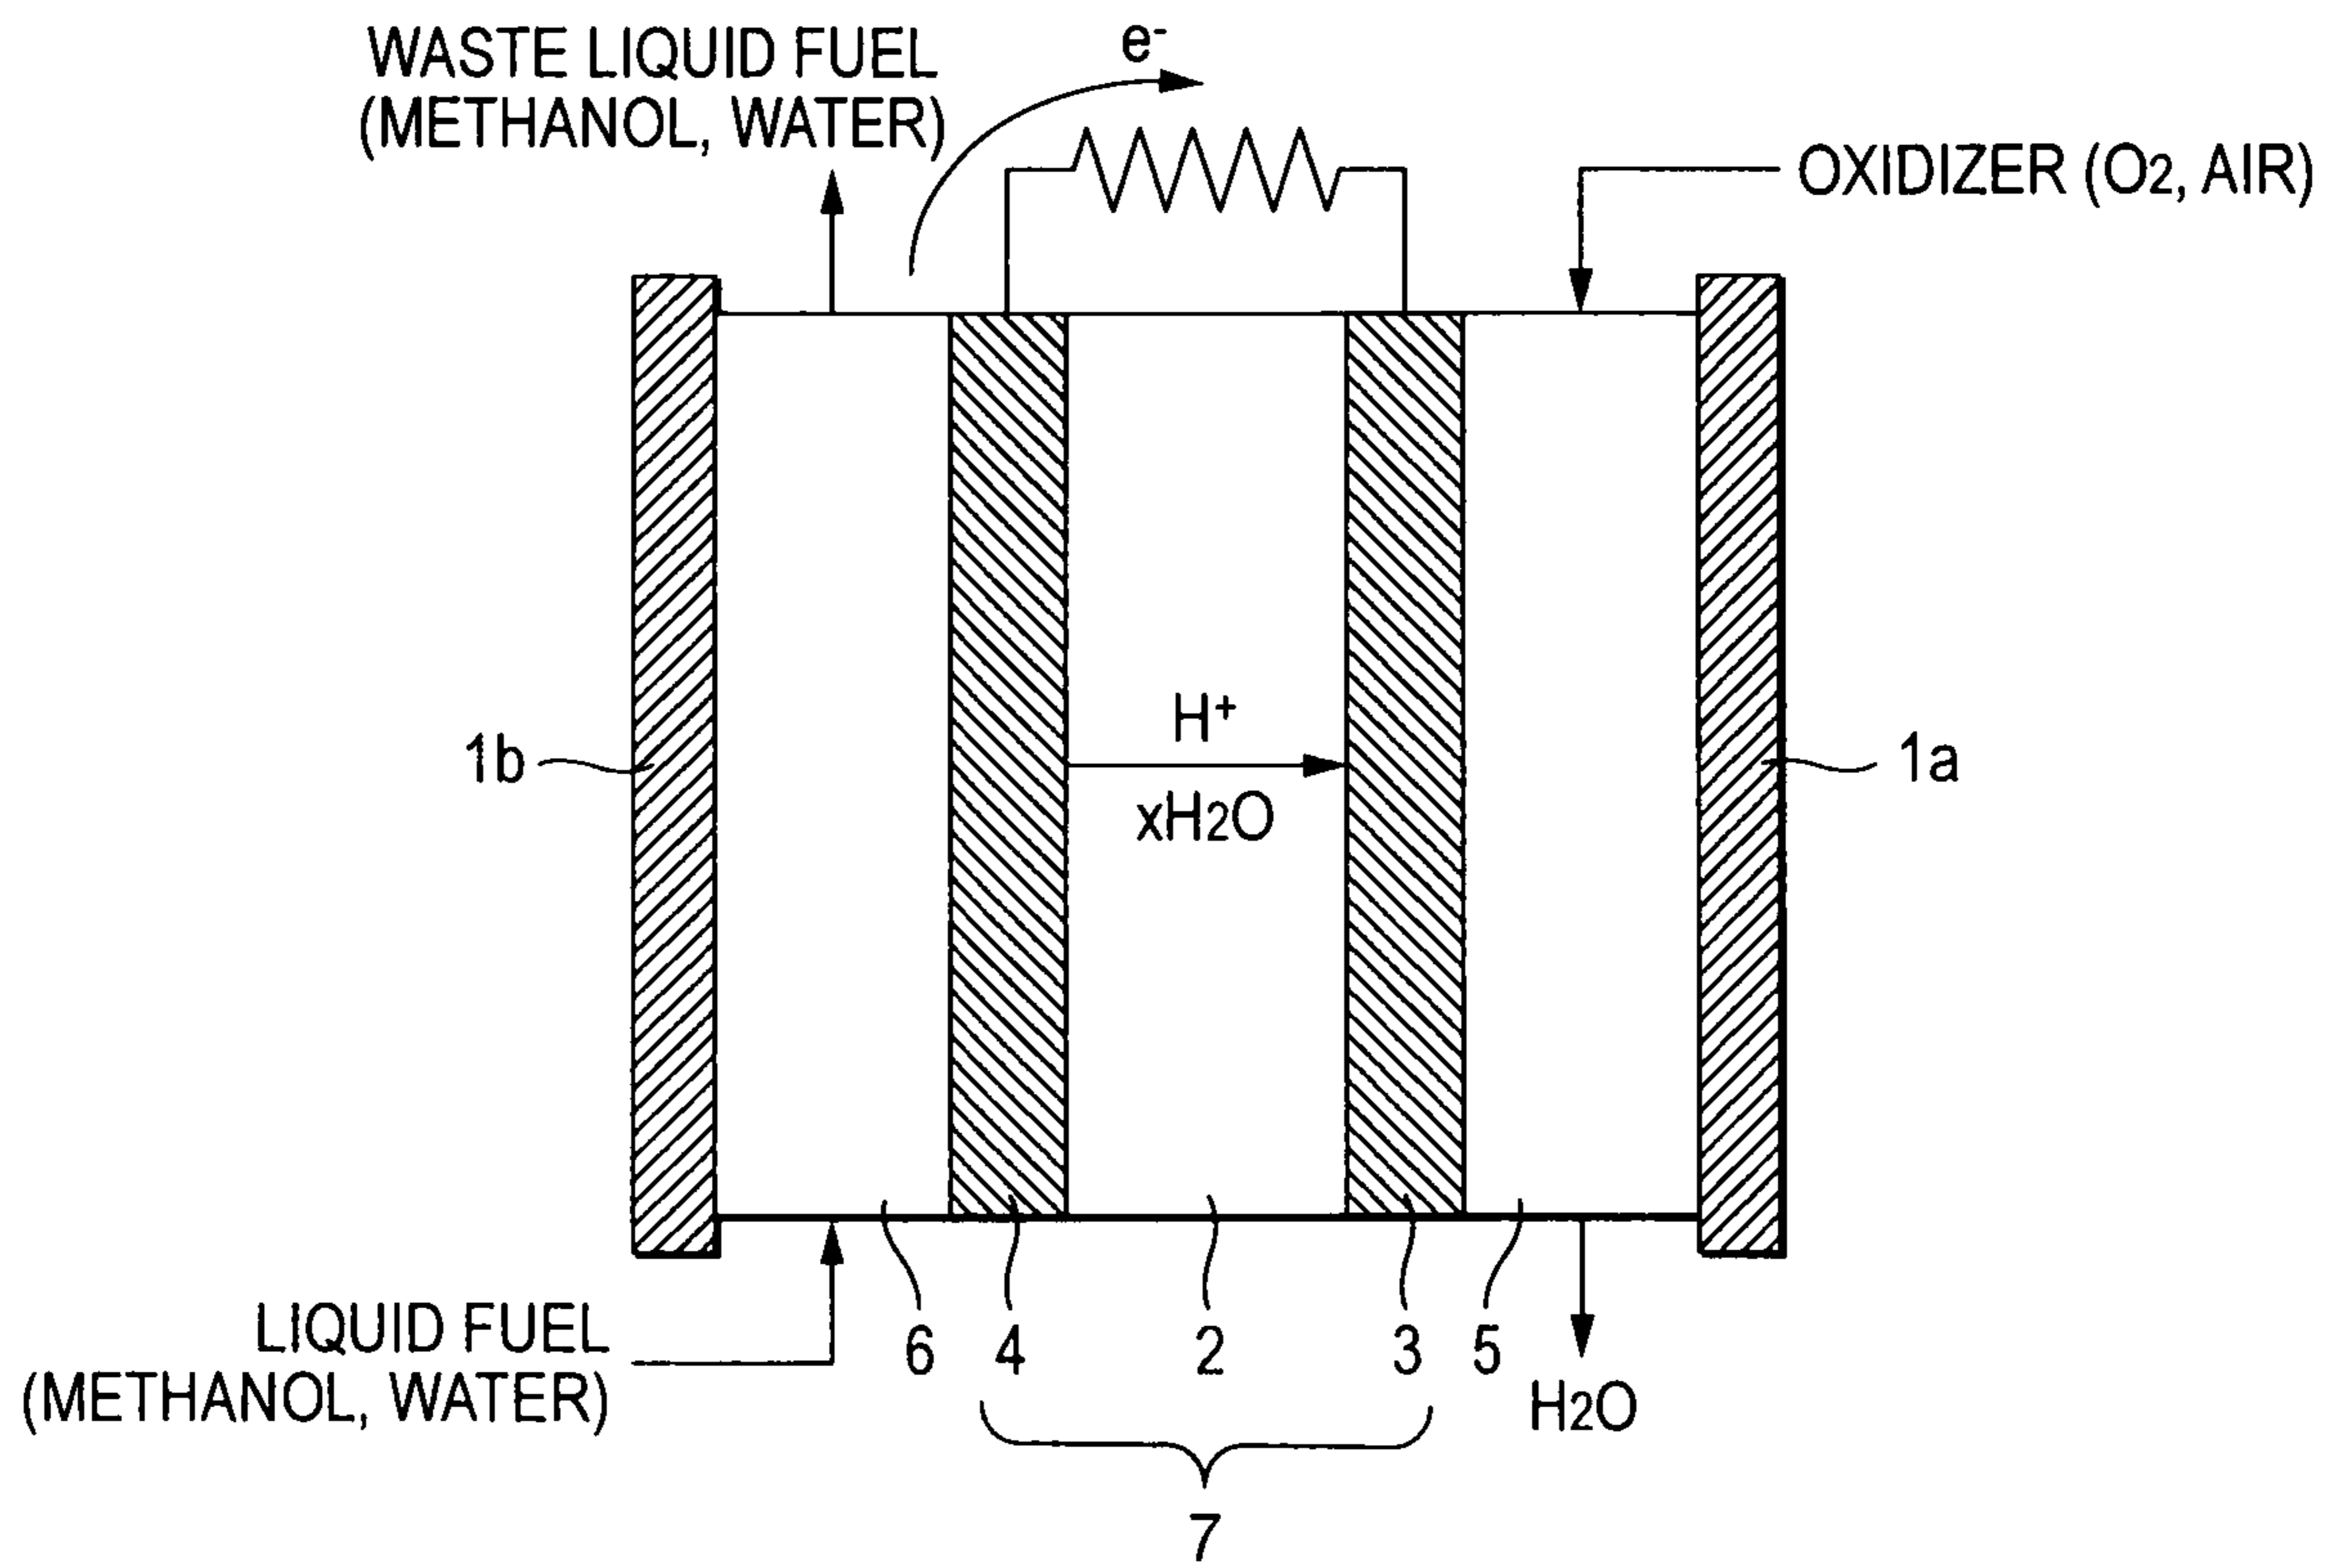 WASTE LIQUID FUEL
(METHANOL, WATER)
e-
OXIDIZER (O2, AIR)
H+
xH2O
1b
1a
LIQUID FUEL
(METHANOL, WATER)
6 4 2 3 5
H2O
7